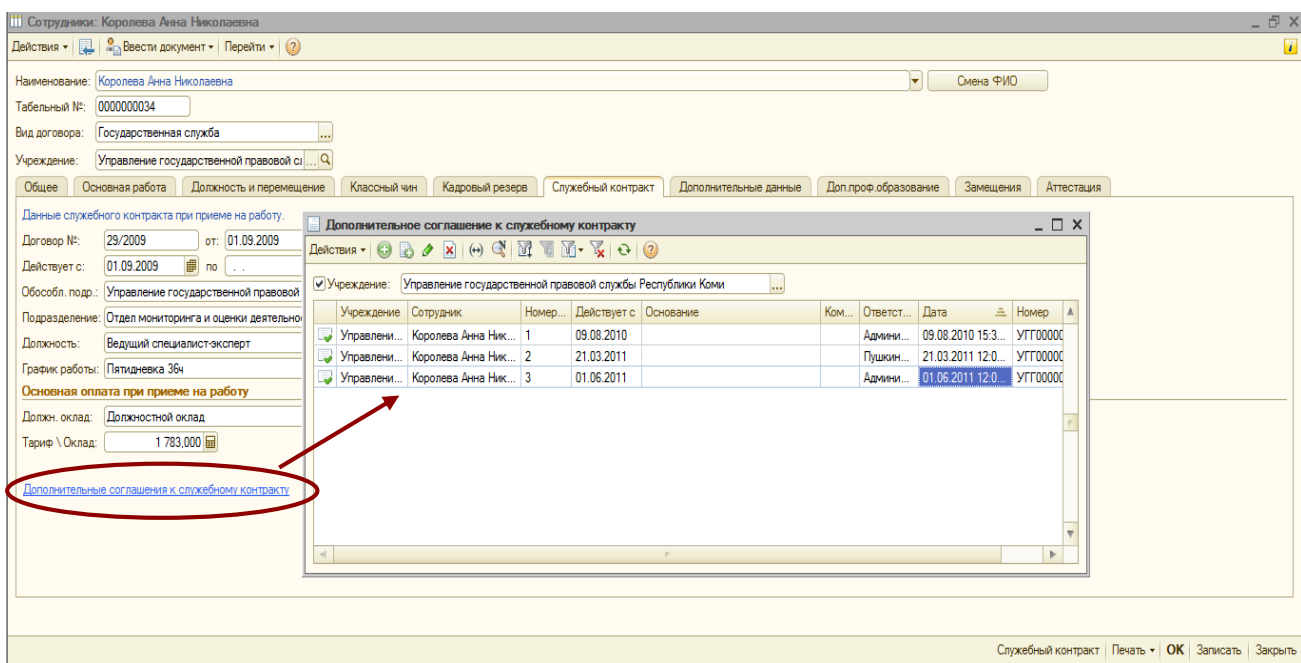 Сотрудники: Королева Анна Николаевна
Действия Ввести документ Перейти
Наименование: Королева Анна Николаевна Смена ФИО
Табельный №: 0000000034
Вид договора: Государственная служба ...
Учреждение: Управление государственной правовой сл ...
Общее Основная работа Должность и перемещение Классный чин Кадровый резерв Служебный контракт Дополнительные данные Доп.проф.образование Замещения Аттестация
Данные служебного контракта при приеме на работу.
Договор №: 29/2009 от: 01.09.2009
Действует с: 01.09.2009 по . .
Обособл. подр.: Управление государственной правовой
Подразделение: Отдел мониторинга и оценки деятельно
Должность: Ведущий специалист-эксперт
График работы: Пятидневка 36ч
Основная оплата при приеме на работу
Должн. оклад: Должностной оклад
Тариф \ Оклад: 1 783,000
Дополнительные соглашения к служебному контракту
Дополнительное соглашение к служебному контракту
Действия
Учреждение: Управление государственной правовой службы Республики Коми ...
Учреждение Сотрудник Номер... Действует с Основание Ком... Ответст... Дата Номер
Управлени... Королева Анна Ник... 1 09.08.2010 Админи... 09.08.2010 15:3... УГГ00000
Управлени... Королева Анна Ник... 2 21.03.2011 Пушкин... 21.03.2011 12:0... УГГ00000
Управлени... Королева Анна Ник... 3 01.06.2011 Админи... 01.06.2011 12:0... УГГ00000
Служебный контракт Печать OK Записать Закрыть